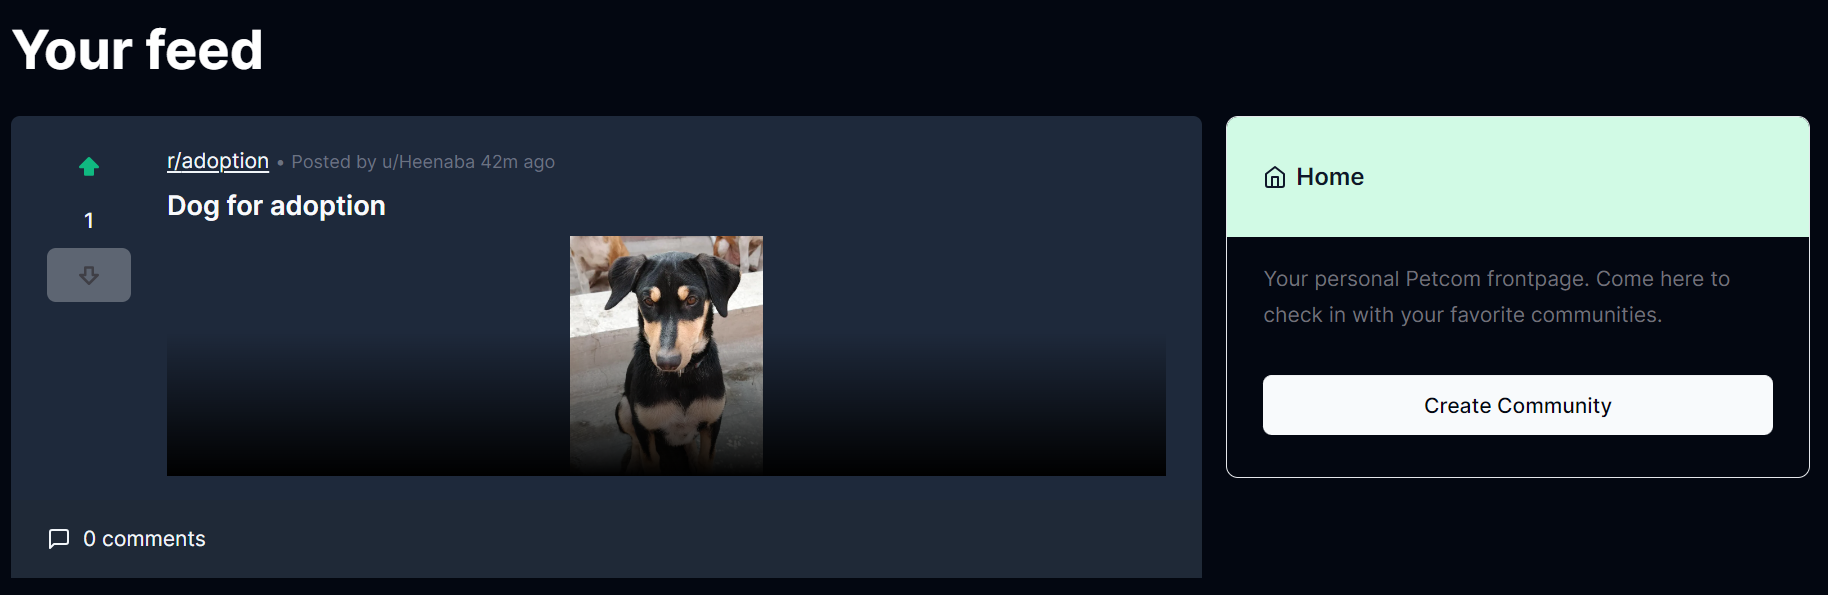 Your feed
r/adoption • Posted by u/Heenaba 42m ago
Dog for adoption
1
0 comments
Home
Your personal Petcom frontpage. Come here to
check in with your favorite communities.
Create Community